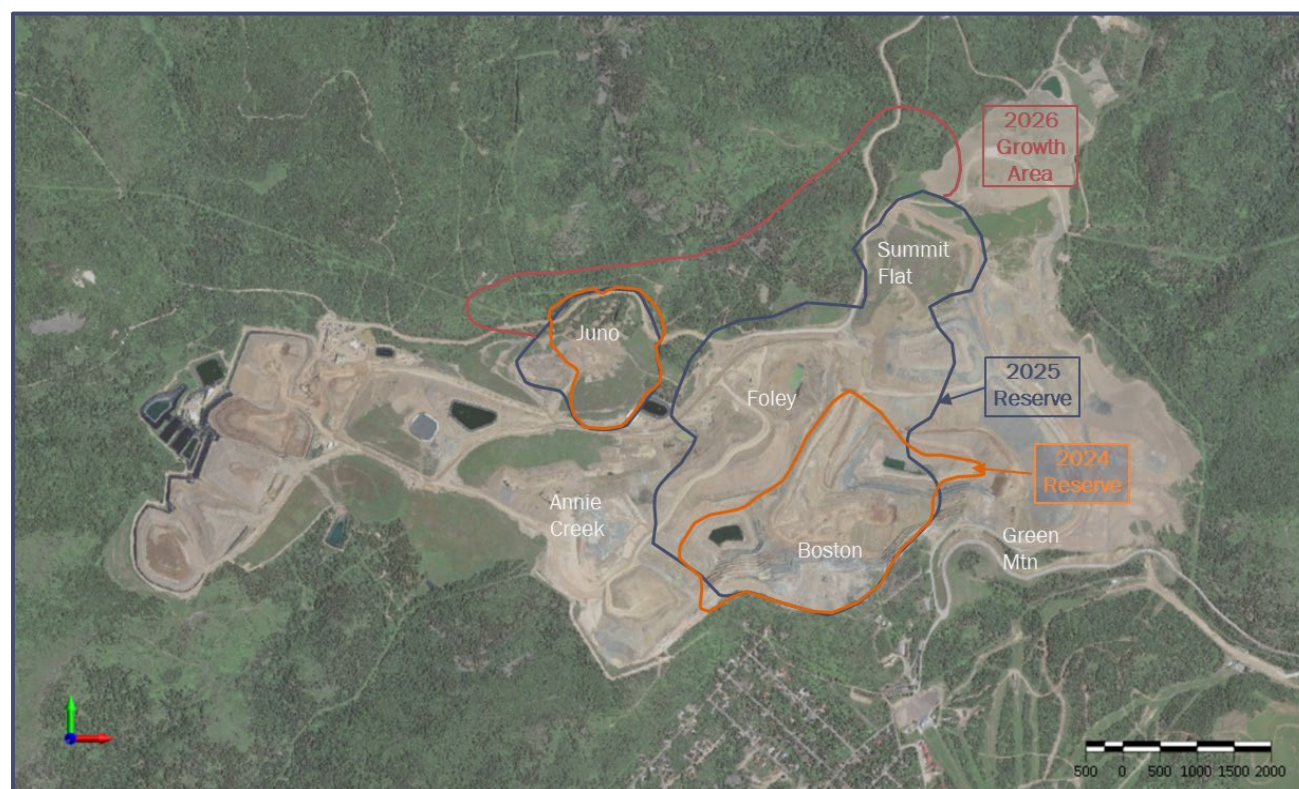 2026
Growth
Area
Summit
Flat
Juno
2025
Reserve
Foley
2024
Reserve
Annie
Creek
Boston
Green
Mtn
500 0 500 1000 1500 2000